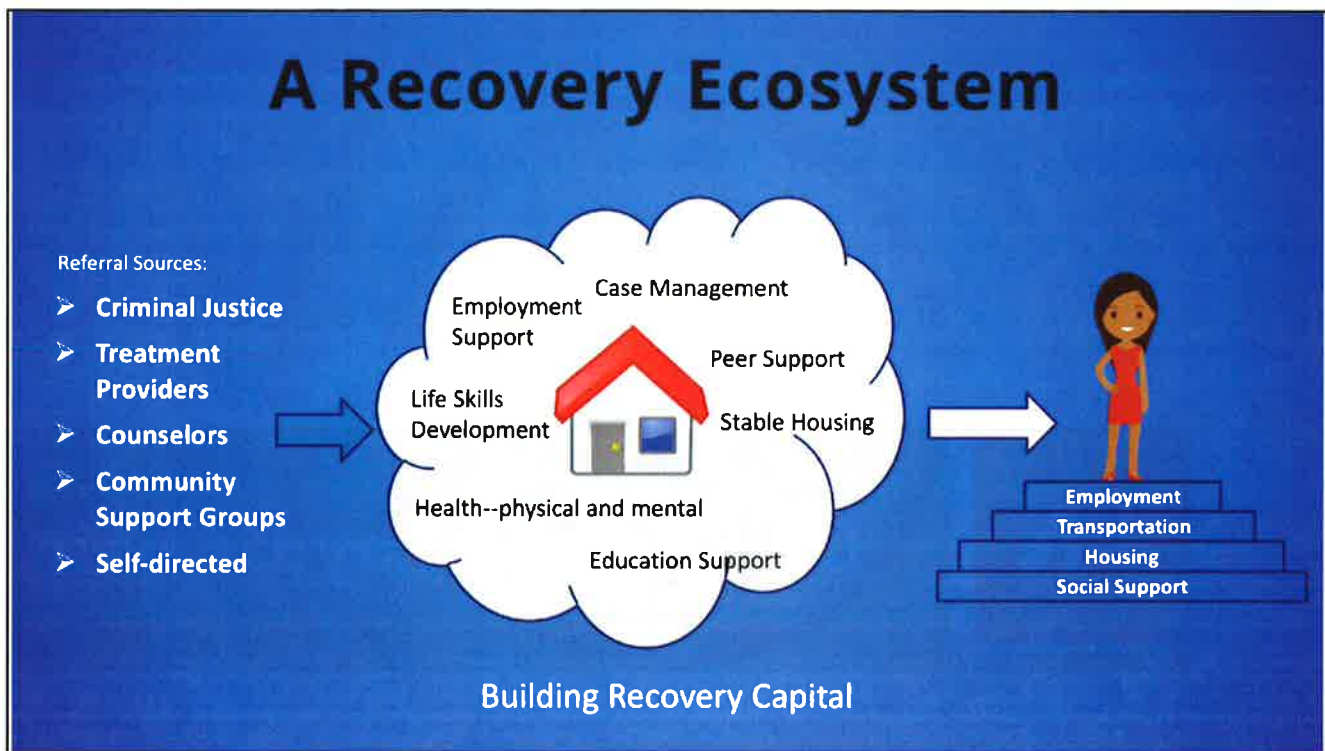 A Recovery Ecosystem
Referral Sources:
➢ Criminal Justice
➢ Treatment
Providers
➢ Counselors
➢ Community
Support Groups
➢ Self-directed
Case Management
Employment
Support
Peer Support
Life Skills
Development
Stable Housing
Health--physical and mental
Education Support
Employment
Transportation
Housing
Social Support
Building Recovery Capital